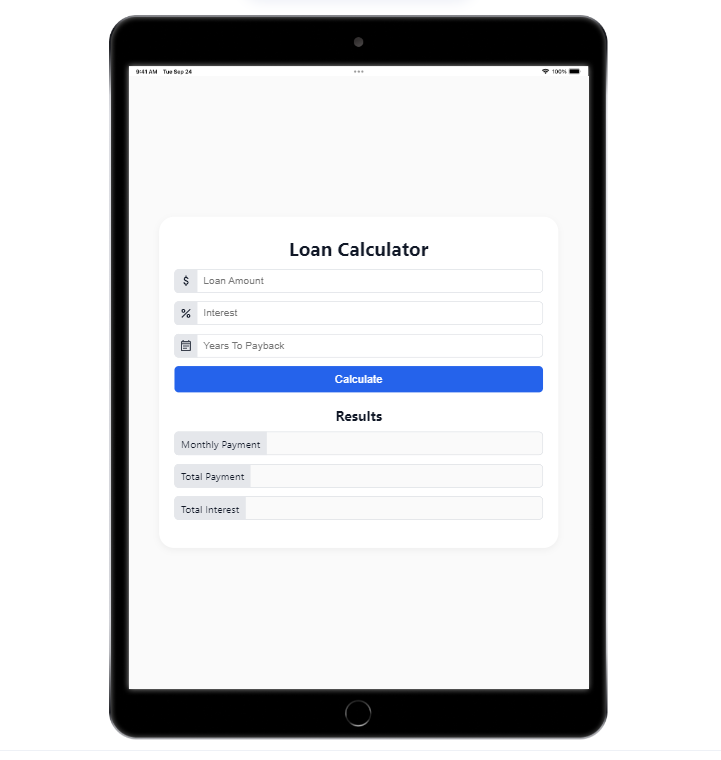 9:41 AM Tue Sep 24
100%
Loan Calculator
$ Loan Amount
% Interest
Years To Payback
Calculate
Results
Monthly Payment
Total Payment
Total Interest